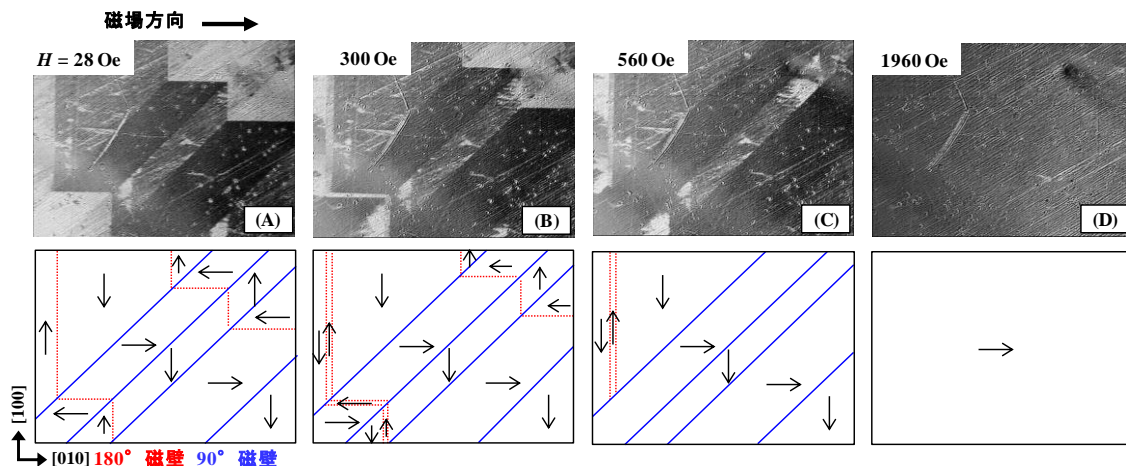 磁場方向
H = 28 Oe
300 Oe
560 Oe
1960 Oe
(A)
(B)
(C)
(D)
[100]
[010] 180° 磁壁 90° 磁壁